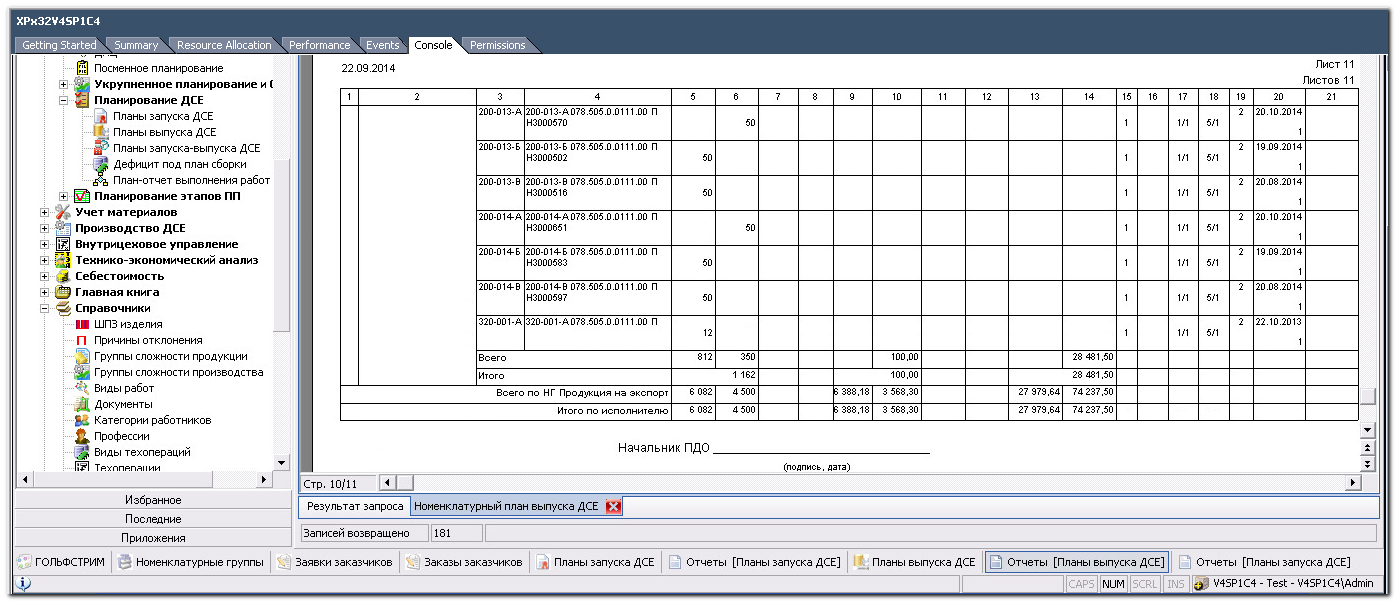 XPx32V4SP1C4
Getting Started Summary Resource Allocation Performance Events Console Permissions
Посменное планирование
Укрупненное планирование и
Планирование ДСЕ
Планы запуска ДСЕ
Планы выпуска ДСЕ
Планы запуска-выпуска ДСЕ
Дефицит под план сборки
План-отчет выполнения работ
Планирование этапов ПП
Учет материалов
Производство ДСЕ
Внутрицеховое управление
Технико-экономический анализ
Себестоимость
Главная книга
Справочники
ШПЗ изделия
Причины отклонения
Группы сложности продукции
Группы сложности производства
Виды работ
Документы
Категории работников
Профессии
Виды техопераций
Техоперации
Избранное
Последние
Приложения
22.09.2014 Лист 11
Листов 11
1 2 3 4 5 6 7 8 9 10 11 12 13 14 15 16 17 18 19 20 21
200-013-А 200-013-А 078.505.0.0111.00 П 2 20.10.2014
Н3000570 50 1 1/1 5/1
1
200-013-Б 200-013-Б 078.505.0.0111.00 П 2 19.09.2014
Н3000502 50 1 1/1 5/1
1
200-013-В 200-013-В 078.505.0.0111.00 П 2 20.08.2014
Н3000516 50 1 1/1 5/1
1
200-014-А 200-014-А 078.505.0.0111.00 П 2 20.10.2014
Н3000651 50 1 1/1 5/1
1
200-014-Б 200-014-Б 078.505.0.0111.00 П 2 19.09.2014
Н3000583 50 1 1/1 5/1
1
200-014-В 200-014-В 078.505.0.0111.00 П 2 20.08.2014
Н3000597 50 1 1/1 5/1
1
320-001-А 320-001-А 078.505.0.0111.00 П 2 22.10.2013
12 1 1/1 5/1
1
Всего 812 350 100,00 28 481,50
Итого 1 162 100,00 28 481,50
Всего по НГ Продукция на экспорт 6 082 4 500 6 388,18 3 568,30 27 979,64 74 237,50
Итого по исполнителю 6 082 4 500 6 388,18 3 568,30 27 979,64 74 237,50
Начальник ПДО
(подпись, дата)
Стр. 10/11
Результат запроса Номенклатурный план выпуска ДСЕ
Записей возвращено 181
ГОЛЬФСТРИМ Номенклатурные группы Заявки заказчиков Заказы заказчиков Планы запуска ДСЕ Отчеты [Планы запуска ДСЕ] Планы выпуска ДСЕ Отчеты [Планы выпуска ДСЕ] Отчеты [Планы запуска ДСЕ]
CAPS NUM SCRL INS V4SP1C4 - Test - V4SP1C4\Admin